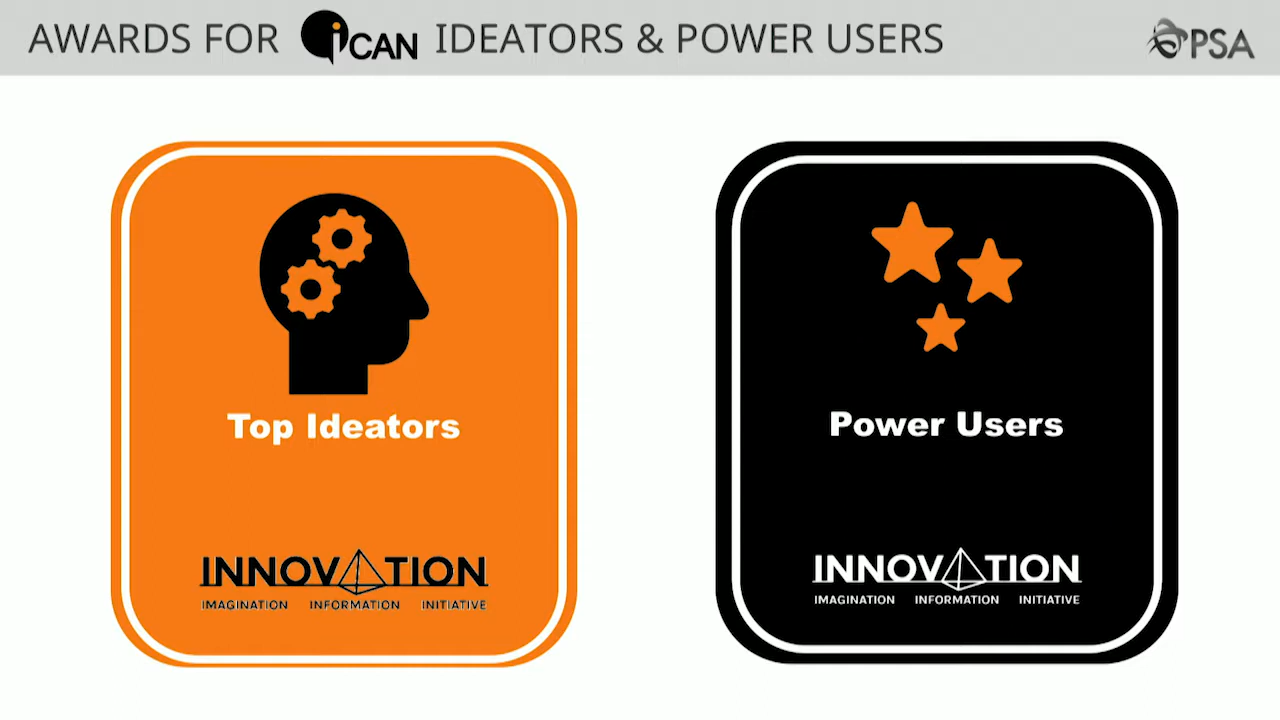 AWARDS FOR iCAN IDEATORS & POWER USERS
PSA
Top Ideators
INNOVATION
IMAGINATION INFORMATION INITIATIVE
Power Users
INNOVATION
IMAGINATION INFORMATION INITIATIVE